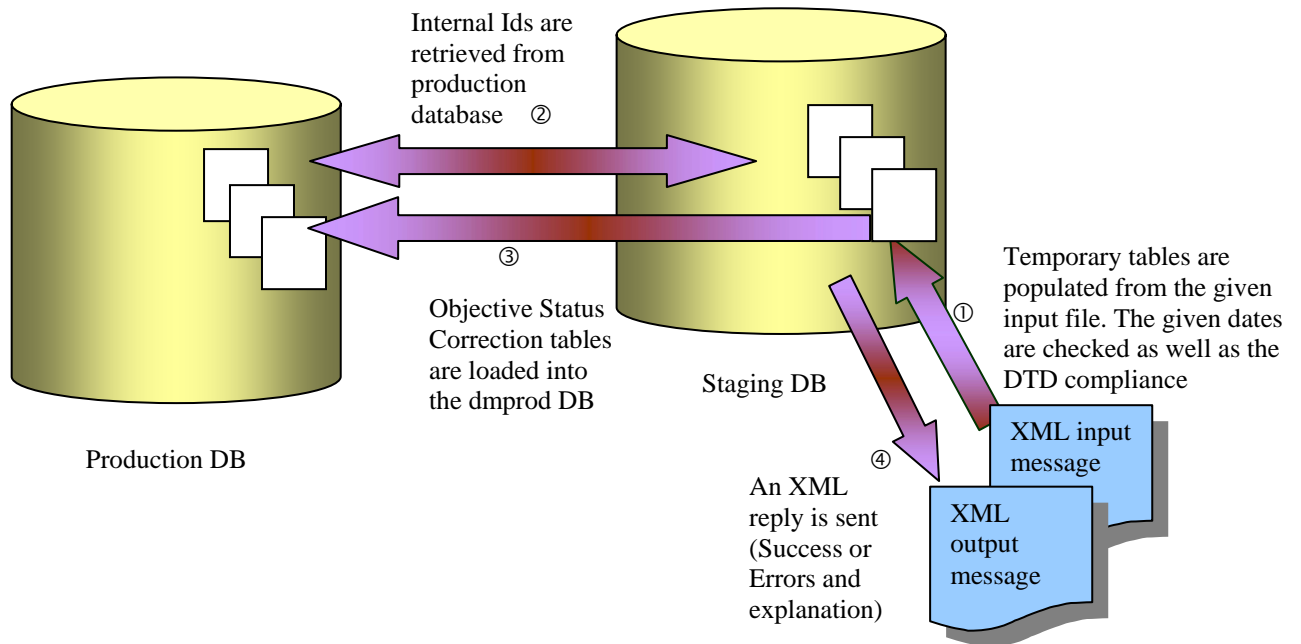 Internal Ids are
retrieved from
production
database ②
③
Objective Status
Correction tables
are loaded into
the dmprod DB
Production DB
Staging DB
①
Temporary tables are
populated from the given
input file. The given dates
are checked as well as the
DTD compliance
XML input
message
④
An XML
reply is sent
(Success or
Errors and
explanation)
XML
output
message